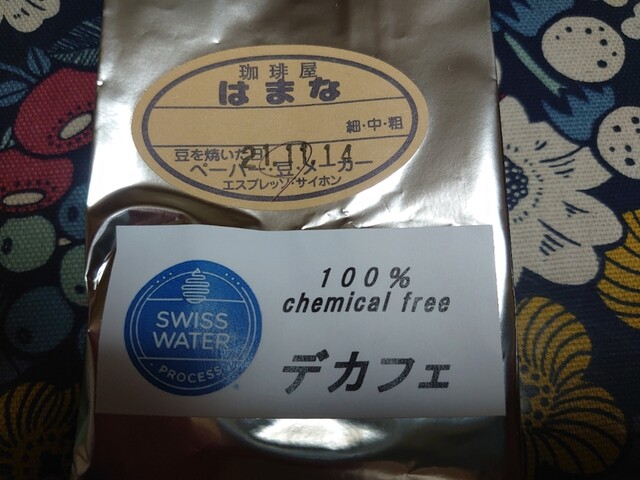 珈琲屋
はまな
細・中・粗
豆を焼いた日 21.11.14
ペーパー・豆・メーカー
エスプレッソ・サイホン
100%
chemical free
SWISS
WATER
PROCESS
デカフェ